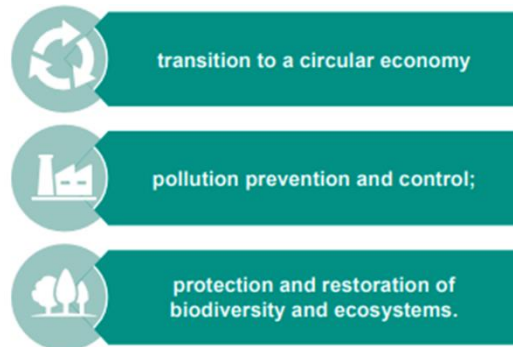 transition to a circular economy
pollution prevention and control;
protection and restoration of
biodiversity and ecosystems.